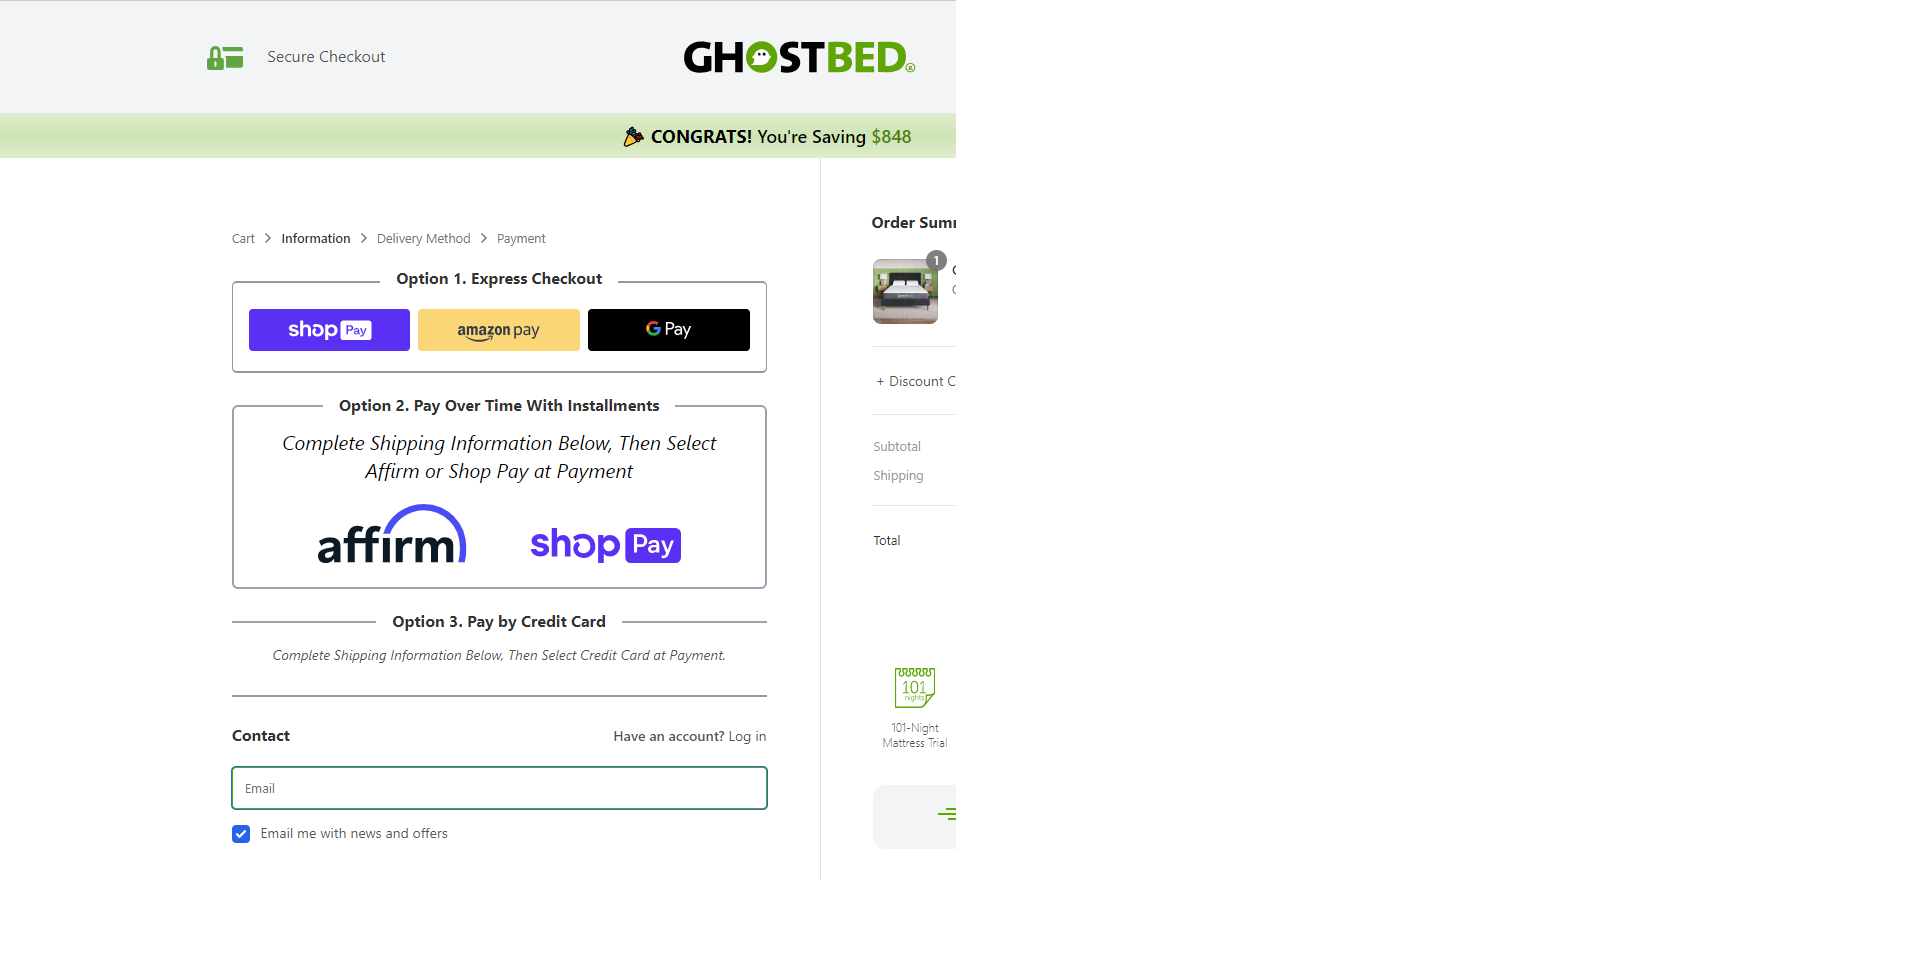 Secure Checkout
GHOSTBED®
CONGRATS! You're Saving $848
Cart > Information > Delivery Method > Payment
Option 1. Express Checkout
shop Pay
amazon pay
G Pay
Option 2. Pay Over Time With Installments
Complete Shipping Information Below, Then Select
Affirm or Shop Pay at Payment
affirm
shop Pay
Option 3. Pay by Credit Card
Complete Shipping Information Below, Then Select Credit Card at Payment.
Contact
Have an account? Log in
Email
Email me with news and offers
Order
1
+ Discount
Subtotal
Shipping
Total
101
nights
101-Night
Mattress Trial